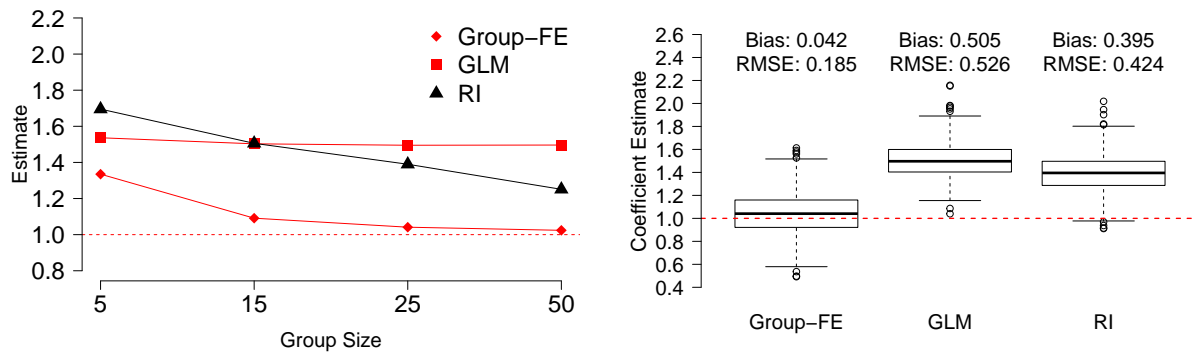 2.2
2.0
1.8
1.6
1.4
1.2
1.0
0.8
Estimate
Group−FE
GLM
RI
5
15
25
50
Group Size
2.6
2.4
2.2
2.0
1.8
1.6
1.4
1.2
1.0
0.8
0.6
0.4
Coefficient Estimate
Bias: 0.042
RMSE: 0.185
Bias: 0.505
RMSE: 0.526
Bias: 0.395
RMSE: 0.424
Group−FE
GLM
RI